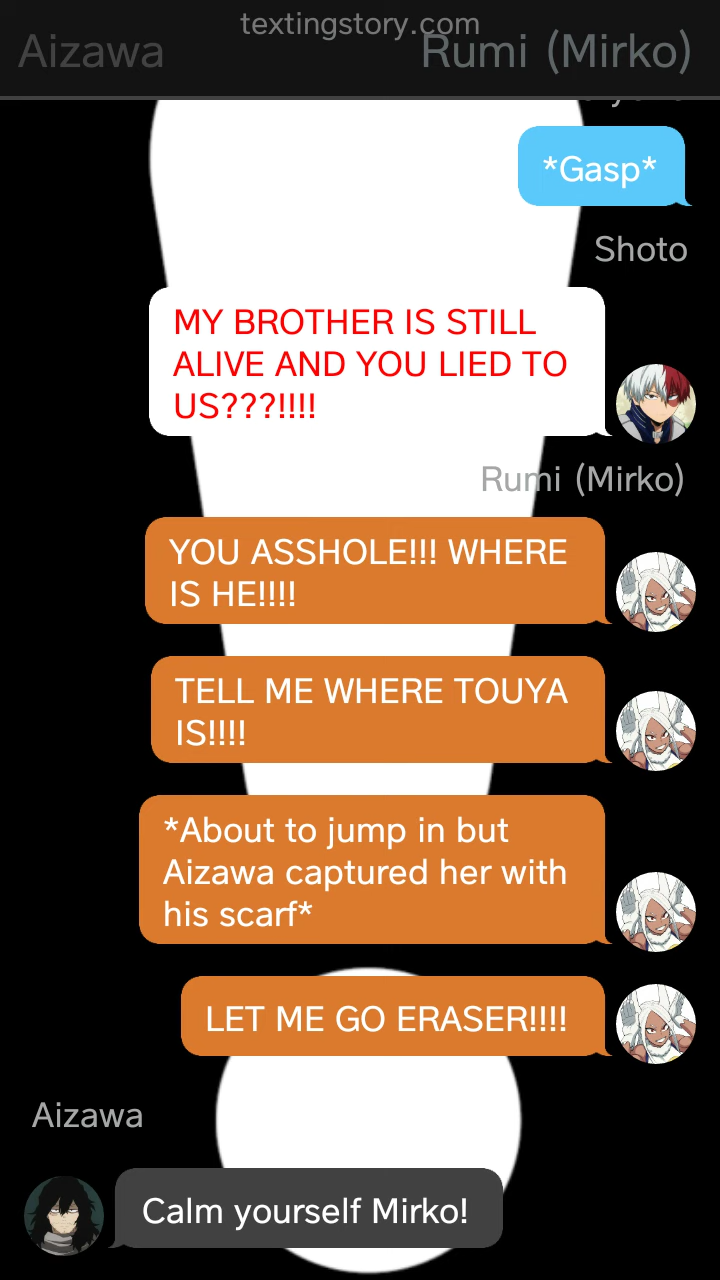 textingstory.com
Aizawa
Rumi (Mirko)
*Gasp*
Shoto
MY BROTHER IS STILL
ALIVE AND YOU LIED TO
US???!!!!
Rumi (Mirko)
YOU ASSHOLE!!! WHERE
IS HE!!!!
TELL ME WHERE TOUYA
IS!!!!
*About to jump in but
Aizawa captured her with
his scarf*
LET ME GO ERASER!!!!
Aizawa
Calm yourself Mirko!